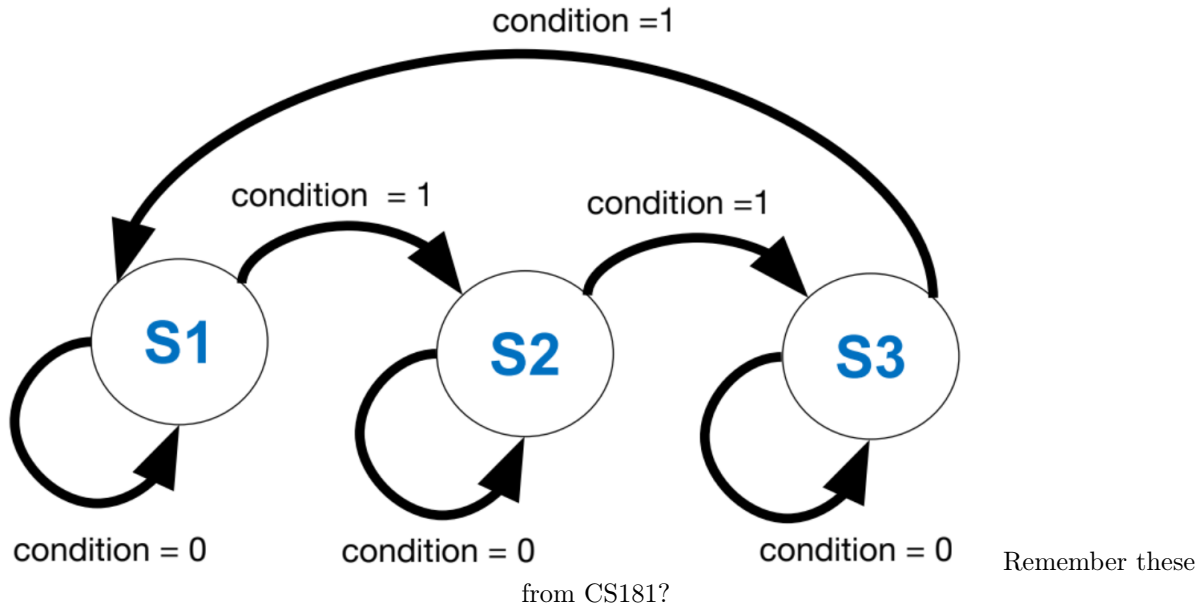 condition =1
condition = 1
condition =1
S1
S2
S3
condition = 0
condition = 0
condition = 0
Remember these
from CS181?